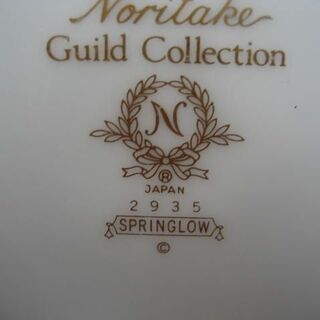 Noritake
Guild Collection
N
®
JAPAN
2935
SPRINGLOW
©